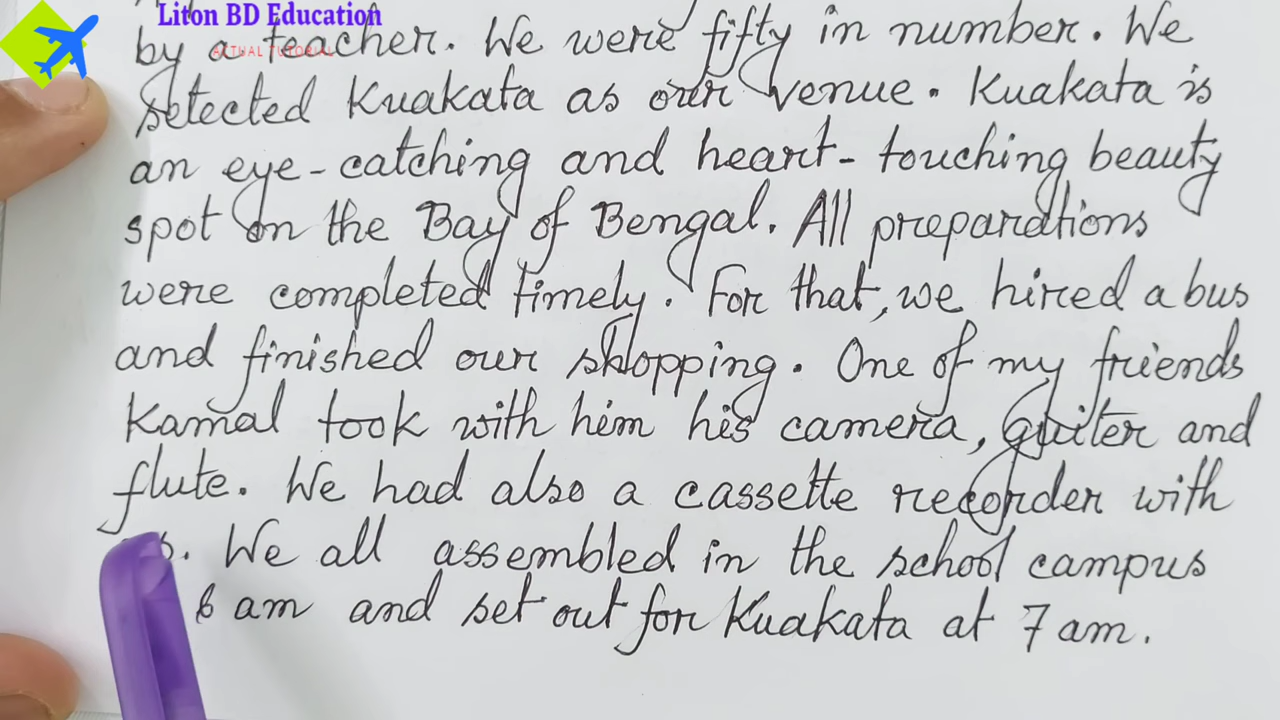 Liton BD Education
ACTUAL TUTORIAL
by a teacher. We were fifty in number. We
selected Kuakata as our venue. Kuakata is
an eye-catching and heart-touching beauty
spot on the Bay of Bengal. All preparations
were completed timely. For that, we hired a bus
and finished our shopping. One of my friends
Kamal took with him his camera, guiter and
flute. We had also a cassette recorder with
We all assembled in the school campus
6 am and set out for Kuakata at 7 am.